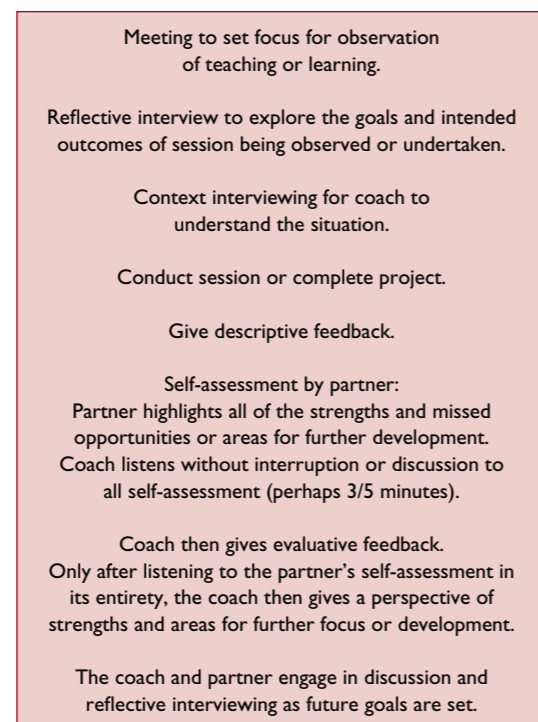 Meeting to set focus for observation
of teaching or learning.
Reflective interview to explore the goals and intended
outcomes of session being observed or undertaken.
Context interviewing for coach to
understand the situation.
Conduct session or complete project.
Give descriptive feedback.
Self-assessment by partner:
Partner highlights all of the strengths and missed
opportunities or areas for further development.
Coach listens without interruption or discussion to
all self-assessment (perhaps 3/5 minutes).
Coach then gives evaluative feedback.
Only after listening to the partner’s self-assessment in
its entirety, the coach then gives a perspective of
strengths and areas for further focus or development.
The coach and partner engage in discussion and
reflective interviewing as future goals are set.